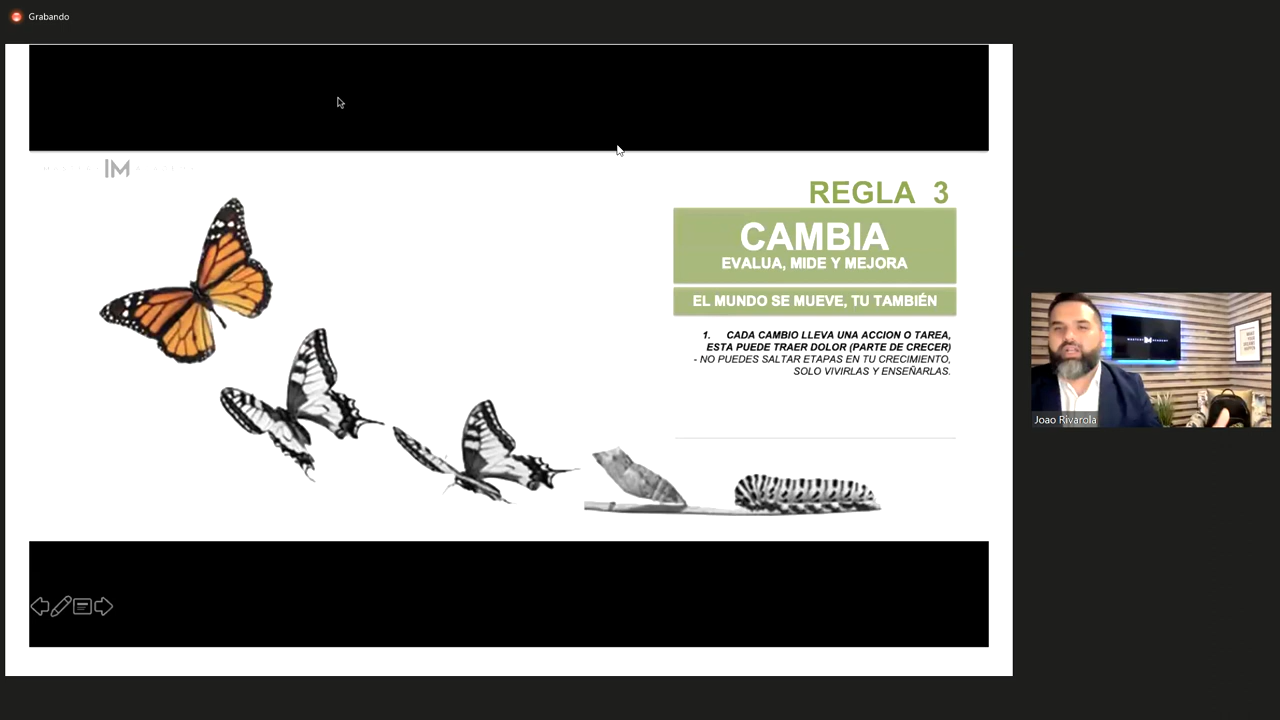 Grabando
IM
REGLA 3
CAMBIA
EVALUA, MIDE Y MEJORA
EL MUNDO SE MUEVE, TU TAMBIÉN
1. CADA CAMBIO LLEVA UNA ACCION O TAREA,
ESTA PUEDE TRAER DOLOR (PARTE DE CRECER)
- NO PUEDES SALTAR ETAPAS EN TU CRECIMIENTO,
SOLO VIVIRLAS Y ENSEÑARLAS.
Joao Rivarola